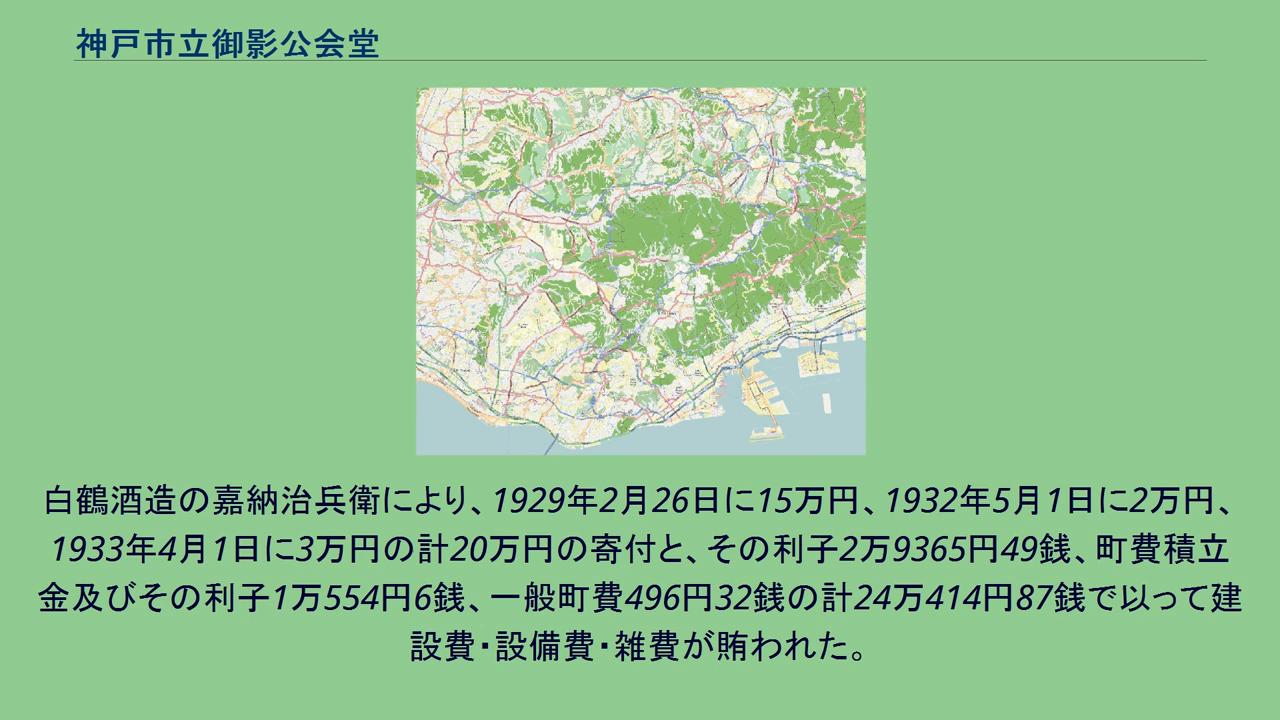 神戸市立御影公会堂
白鶴酒造の嘉納治兵衛により、1929年2月26日に15万円、1932年5月1日に2万円、
1933年4月1日に3万円の計20万円の寄付と、その利子2万9365円49銭、町費積立
金及びその利子1万554円6銭、一般町費496円32銭の計24万414円87銭で以って建
設費・設備費・雑費が賄われた。